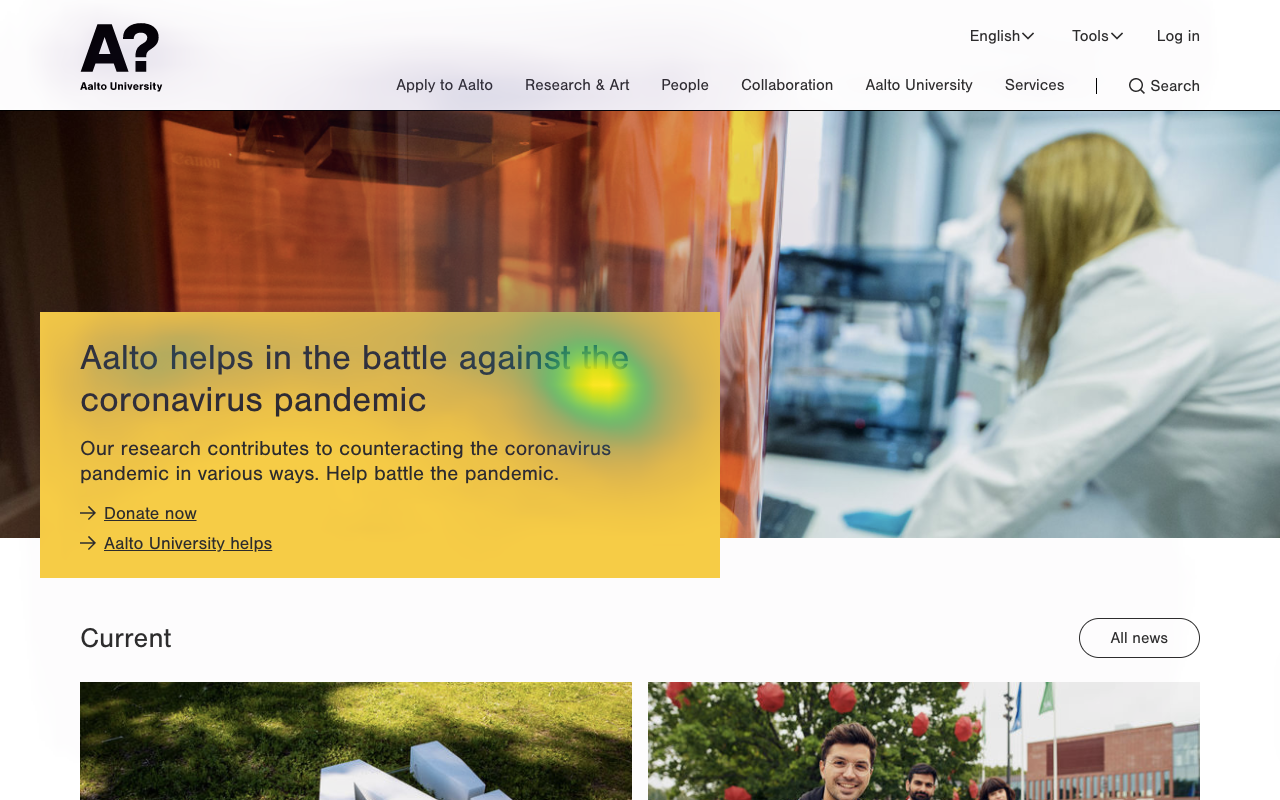 A?
Aalto University
English
Tools
Log in
Apply to Aalto
Research & Art
People
Collaboration
Aalto University
Services
Search
Canon
Aalto helps in the battle against the
coronavirus pandemic
Our research contributes to counteracting the coronavirus
pandemic in various ways. Help battle the pandemic.
Donate now
Aalto University helps
Current
All news